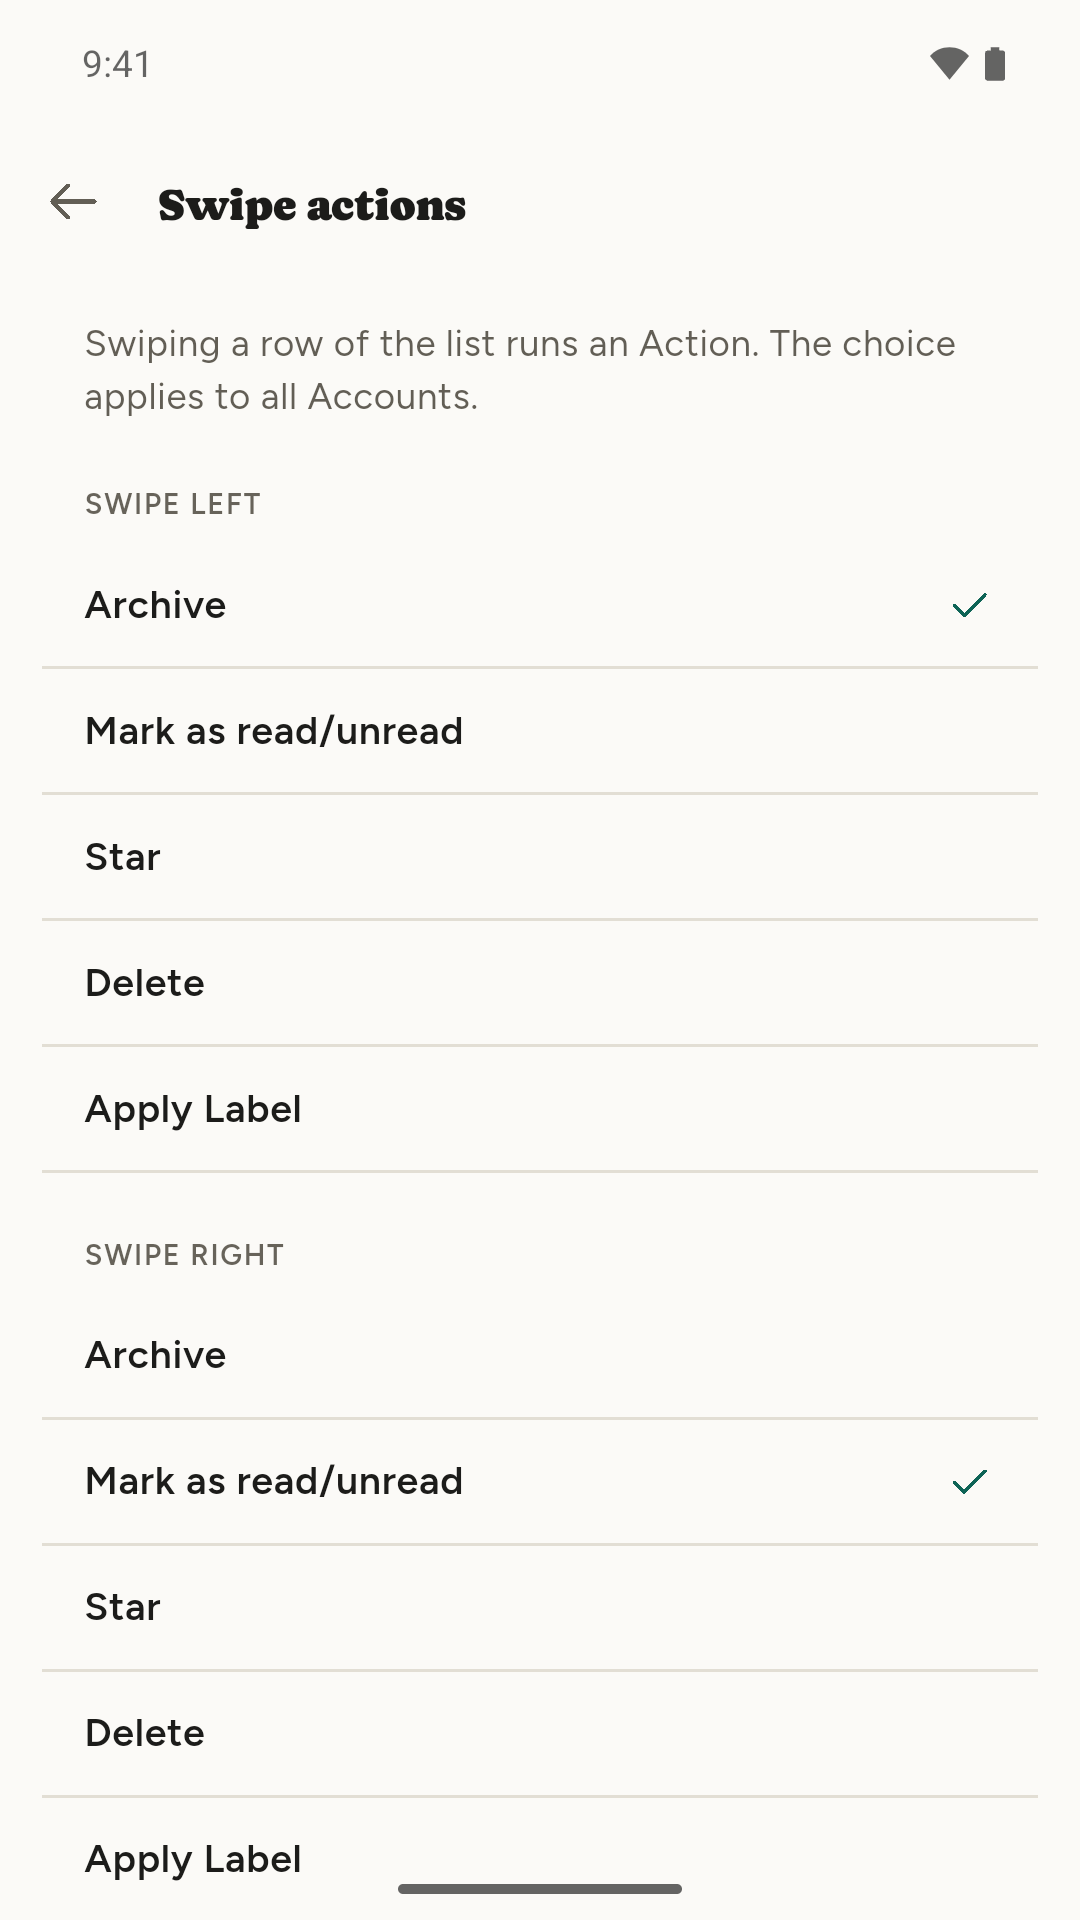 9:41
Swipe actions
Swiping a row of the list runs an Action. The choice
applies to all Accounts.
SWIPE LEFT
Archive
Mark as read/unread
Star
Delete
Apply Label
SWIPE RIGHT
Archive
Mark as read/unread
Star
Delete
Apply Label